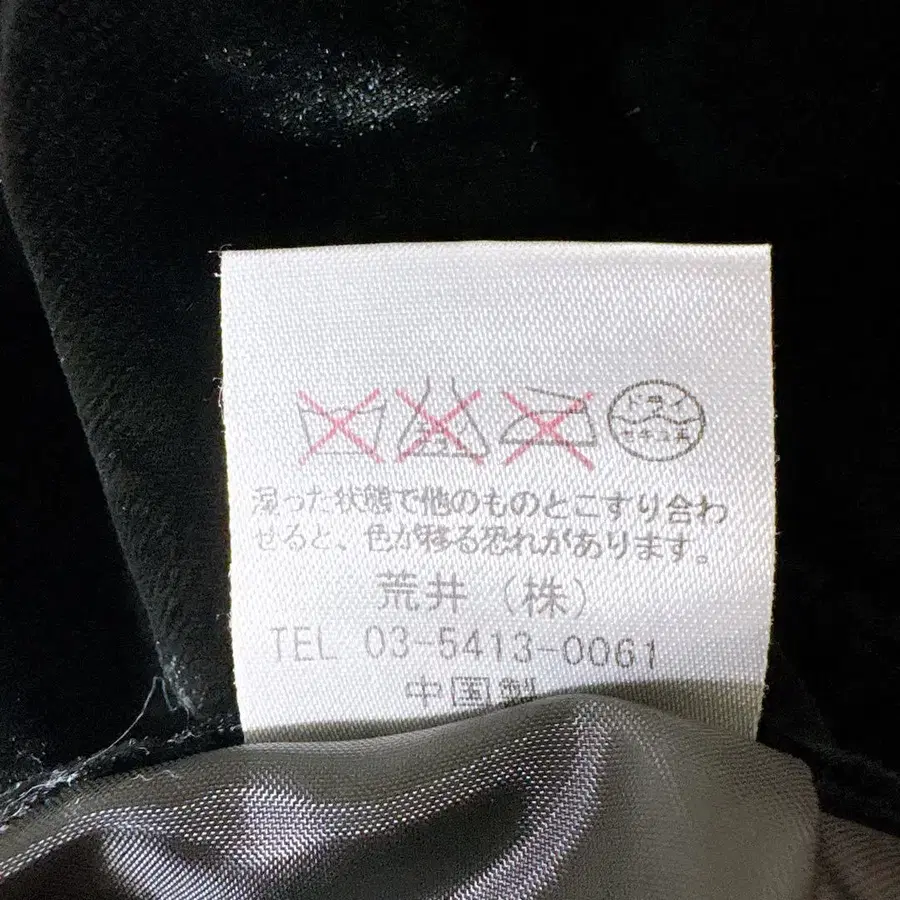 ドライ
セキユ系
湿った状態で他のものとこすり合わ
せると、色が移る恐れがあります。
荒井（株）
TEL 03-5413-0061
中国製